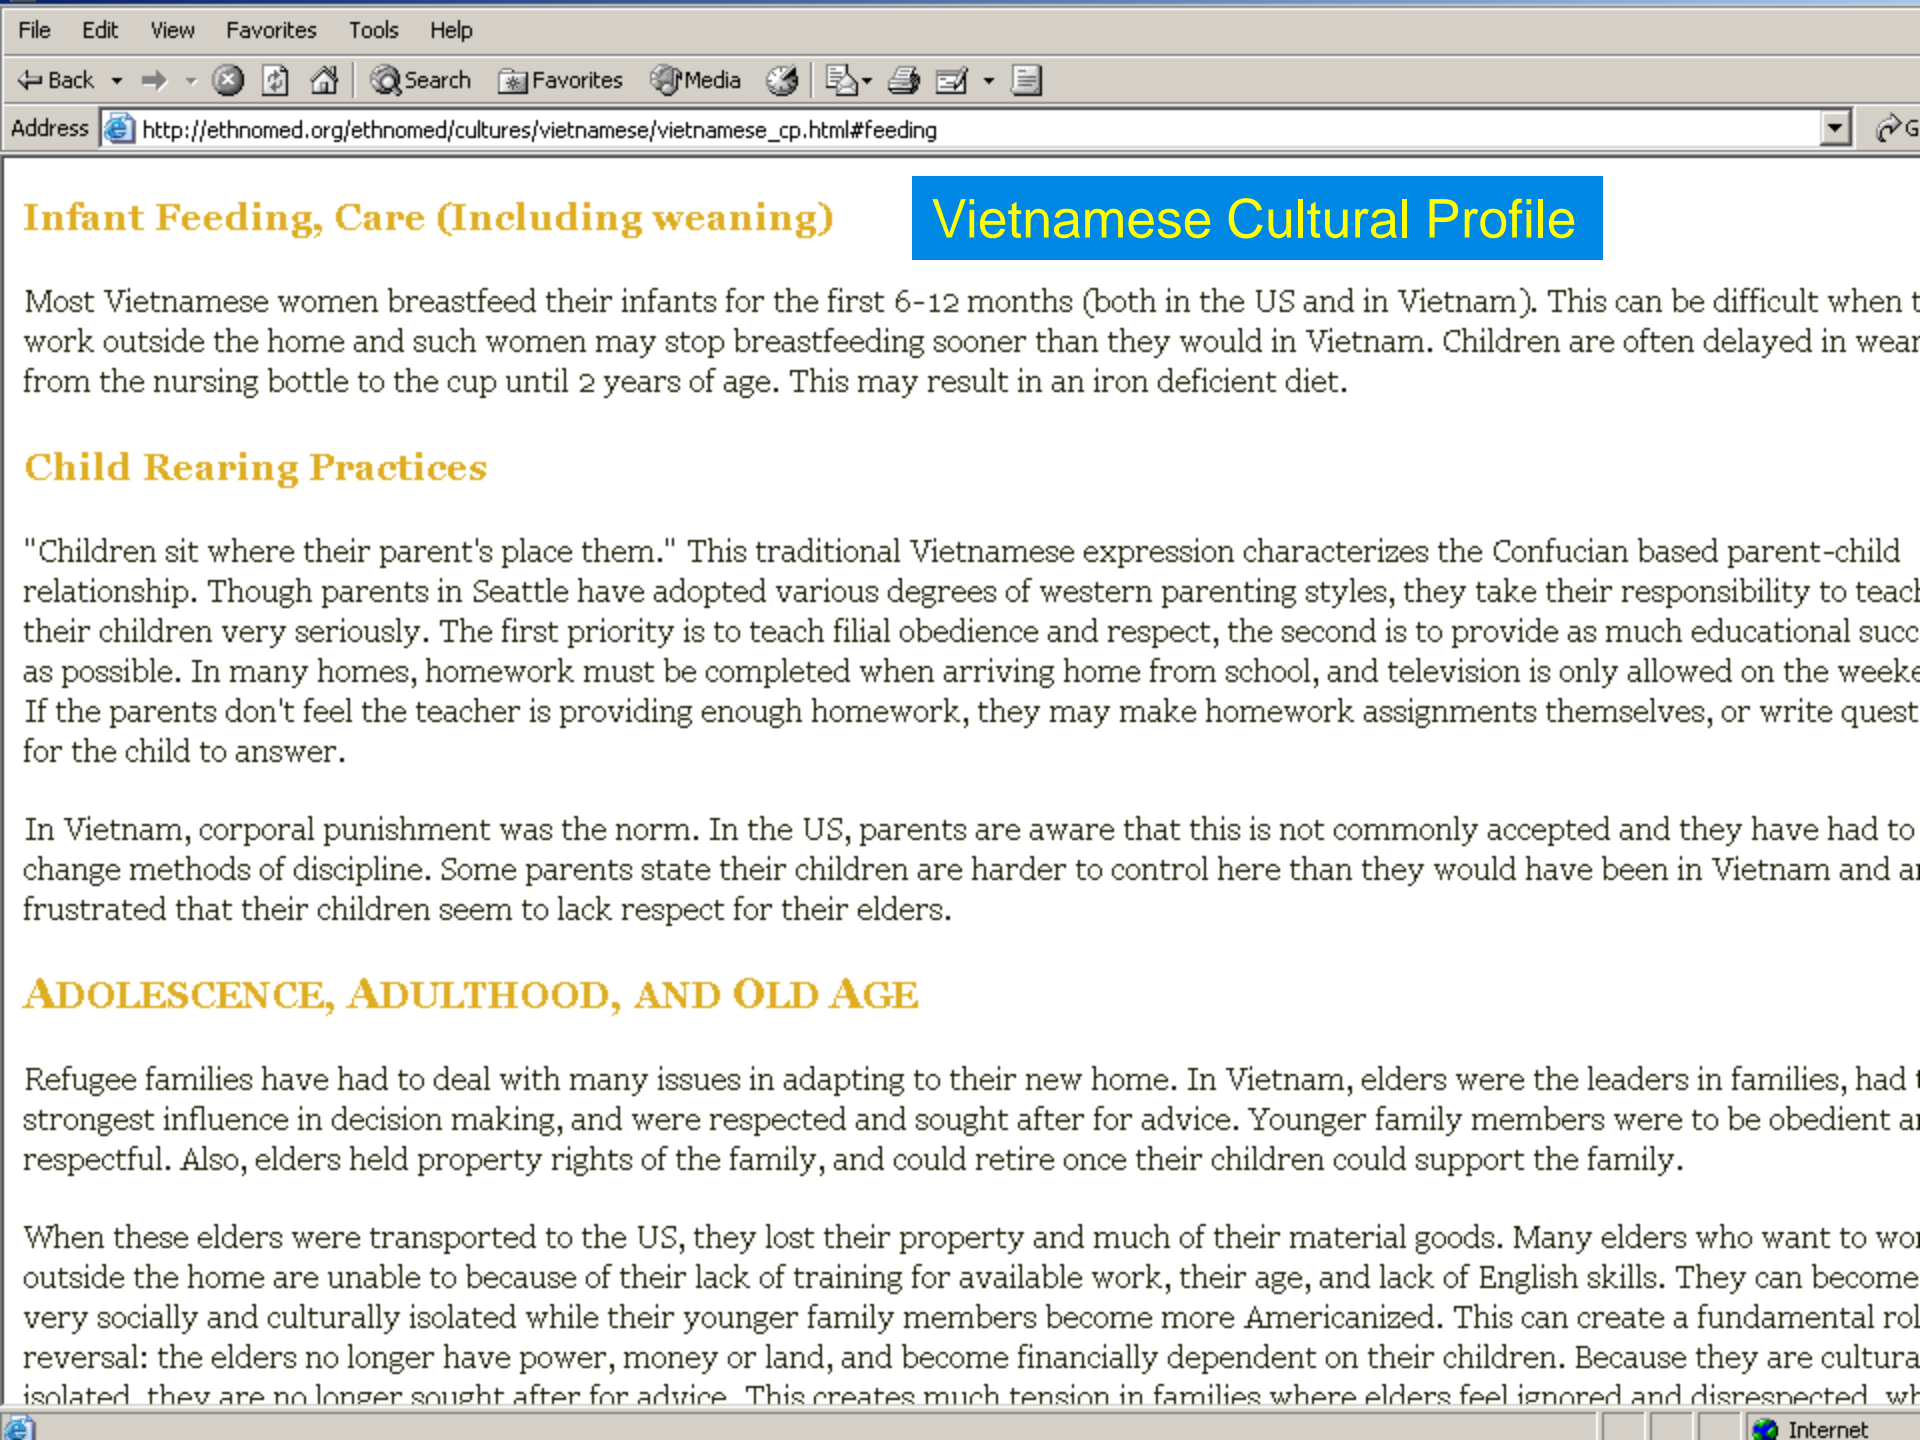 File Edit View Favorites Tools Help
Back Search Favorites Media
Address http://ethnomed.org/ethnomed/cultures/vietnamese/vietnamese_cp.html#feeding
Infant Feeding, Care (Including weaning)
Vietnamese Cultural Profile
Most Vietnamese women breastfeed their infants for the first 6-12 months (both in the US and in Vietnam). This can be difficult when
work outside the home and such women may stop breastfeeding sooner than they would in Vietnam. Children are often delayed in
from the nursing bottle to the cup until 2 years of age. This may result in an iron deficient diet.
Child Rearing Practices
"Children sit where their parent's place them." This traditional Vietnamese expression characterizes the Confucian based parent-child
relationship. Though parents in Seattle have adopted various degrees of western parenting styles, they take their responsibility to
their children very seriously. The first priority is to teach filial obedience and respect, the second is to provide as much educational
as possible. In many homes, homework must be completed when arriving home from school, and television is only allowed on the
If the parents don't feel the teacher is providing enough homework, they may make homework assignments themselves, or write
for the child to answer.
In Vietnam, corporal punishment was the norm. In the US, parents are aware that this is not commonly accepted and they have had to
change methods of discipline. Some parents state their children are harder to control here than they would have been in Vietnam and
frustrated that their children seem to lack respect for their elders.
ADOLESCENCE, ADULTHOOD, AND OLD AGE
Refugee families have had to deal with many issues in adapting to their new home. In Vietnam, elders were the leaders in families, had
strongest influence in decision making, and were respected and sought after for advice. Younger family members were to be obedient
respectful. Also, elders held property rights of the family, and could retire once their children could support the family.
When these elders were transported to the US, they lost their property and much of their material goods. Many elders who want to
outside the home are unable to because of their lack of training for available work, their age, and lack of English skills. They can become
very socially and culturally isolated while their younger family members become more Americanized. This can create a fundamental
reversal: the elders no longer have power, money or land, and become financially dependent on their children. Because they are
isolated, they are no longer sought after for advice. This creates much tension in families where elders feel ignored and disrespected,
Internet